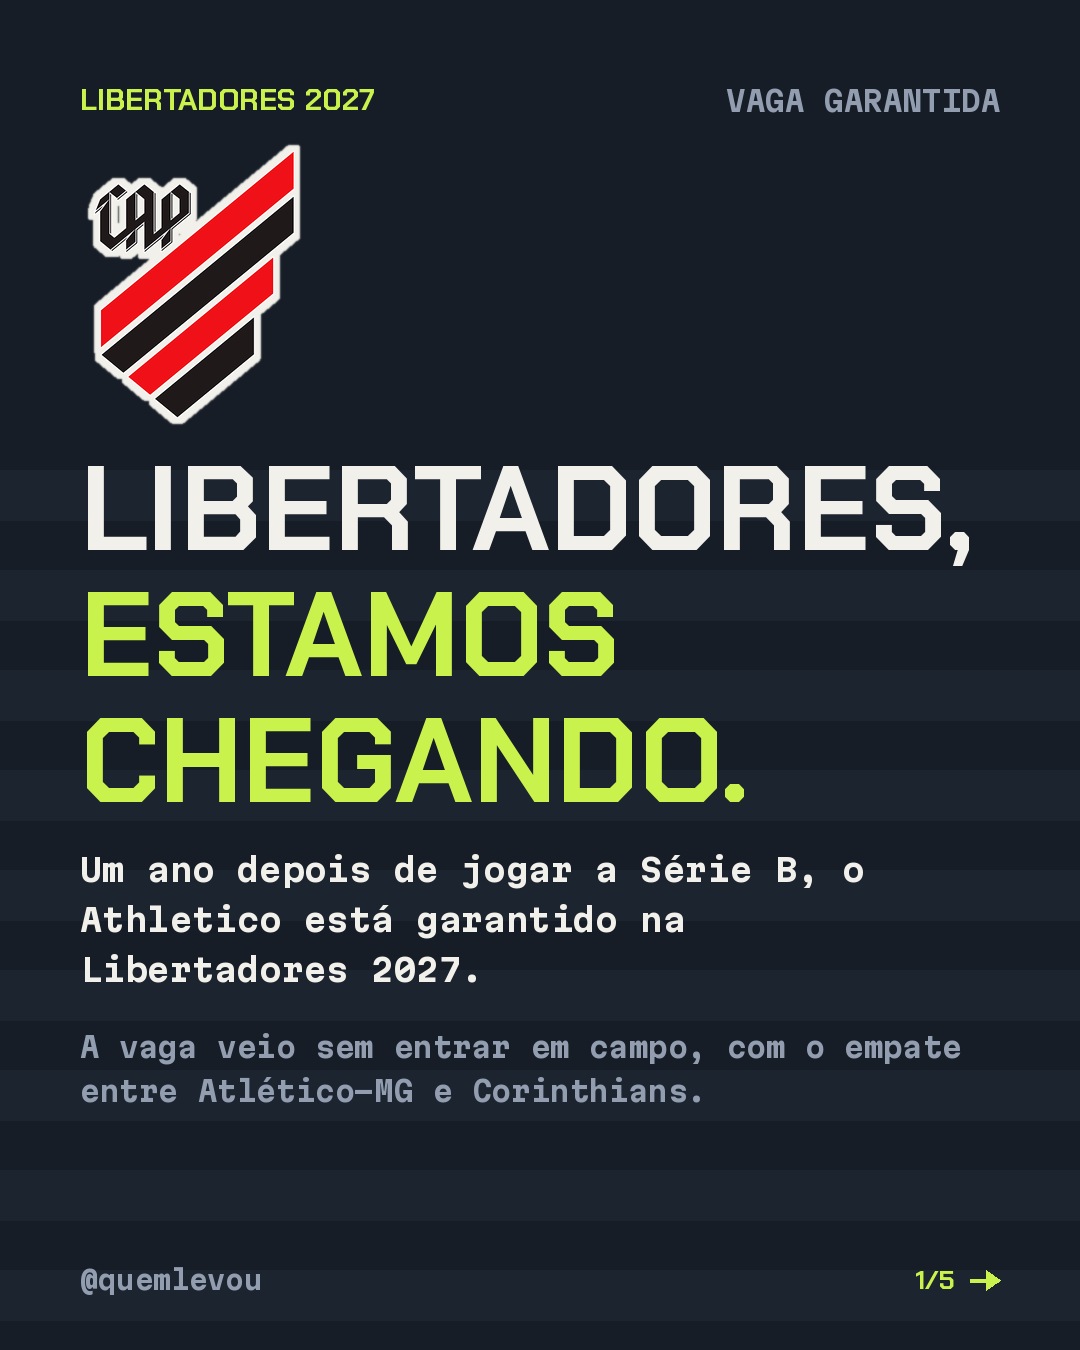 LIBERTADORES 2027
VAGA GARANTIDA
CAP
LIBERTADORES,
ESTAMOS
CHEGANDO.
Um ano depois de jogar a Série B, o
Athletico está garantido na
Libertadores 2027.
A vaga veio sem entrar em campo, com o empate
entre Atlético-MG e Corinthians.
@quemlevou
1/5 →